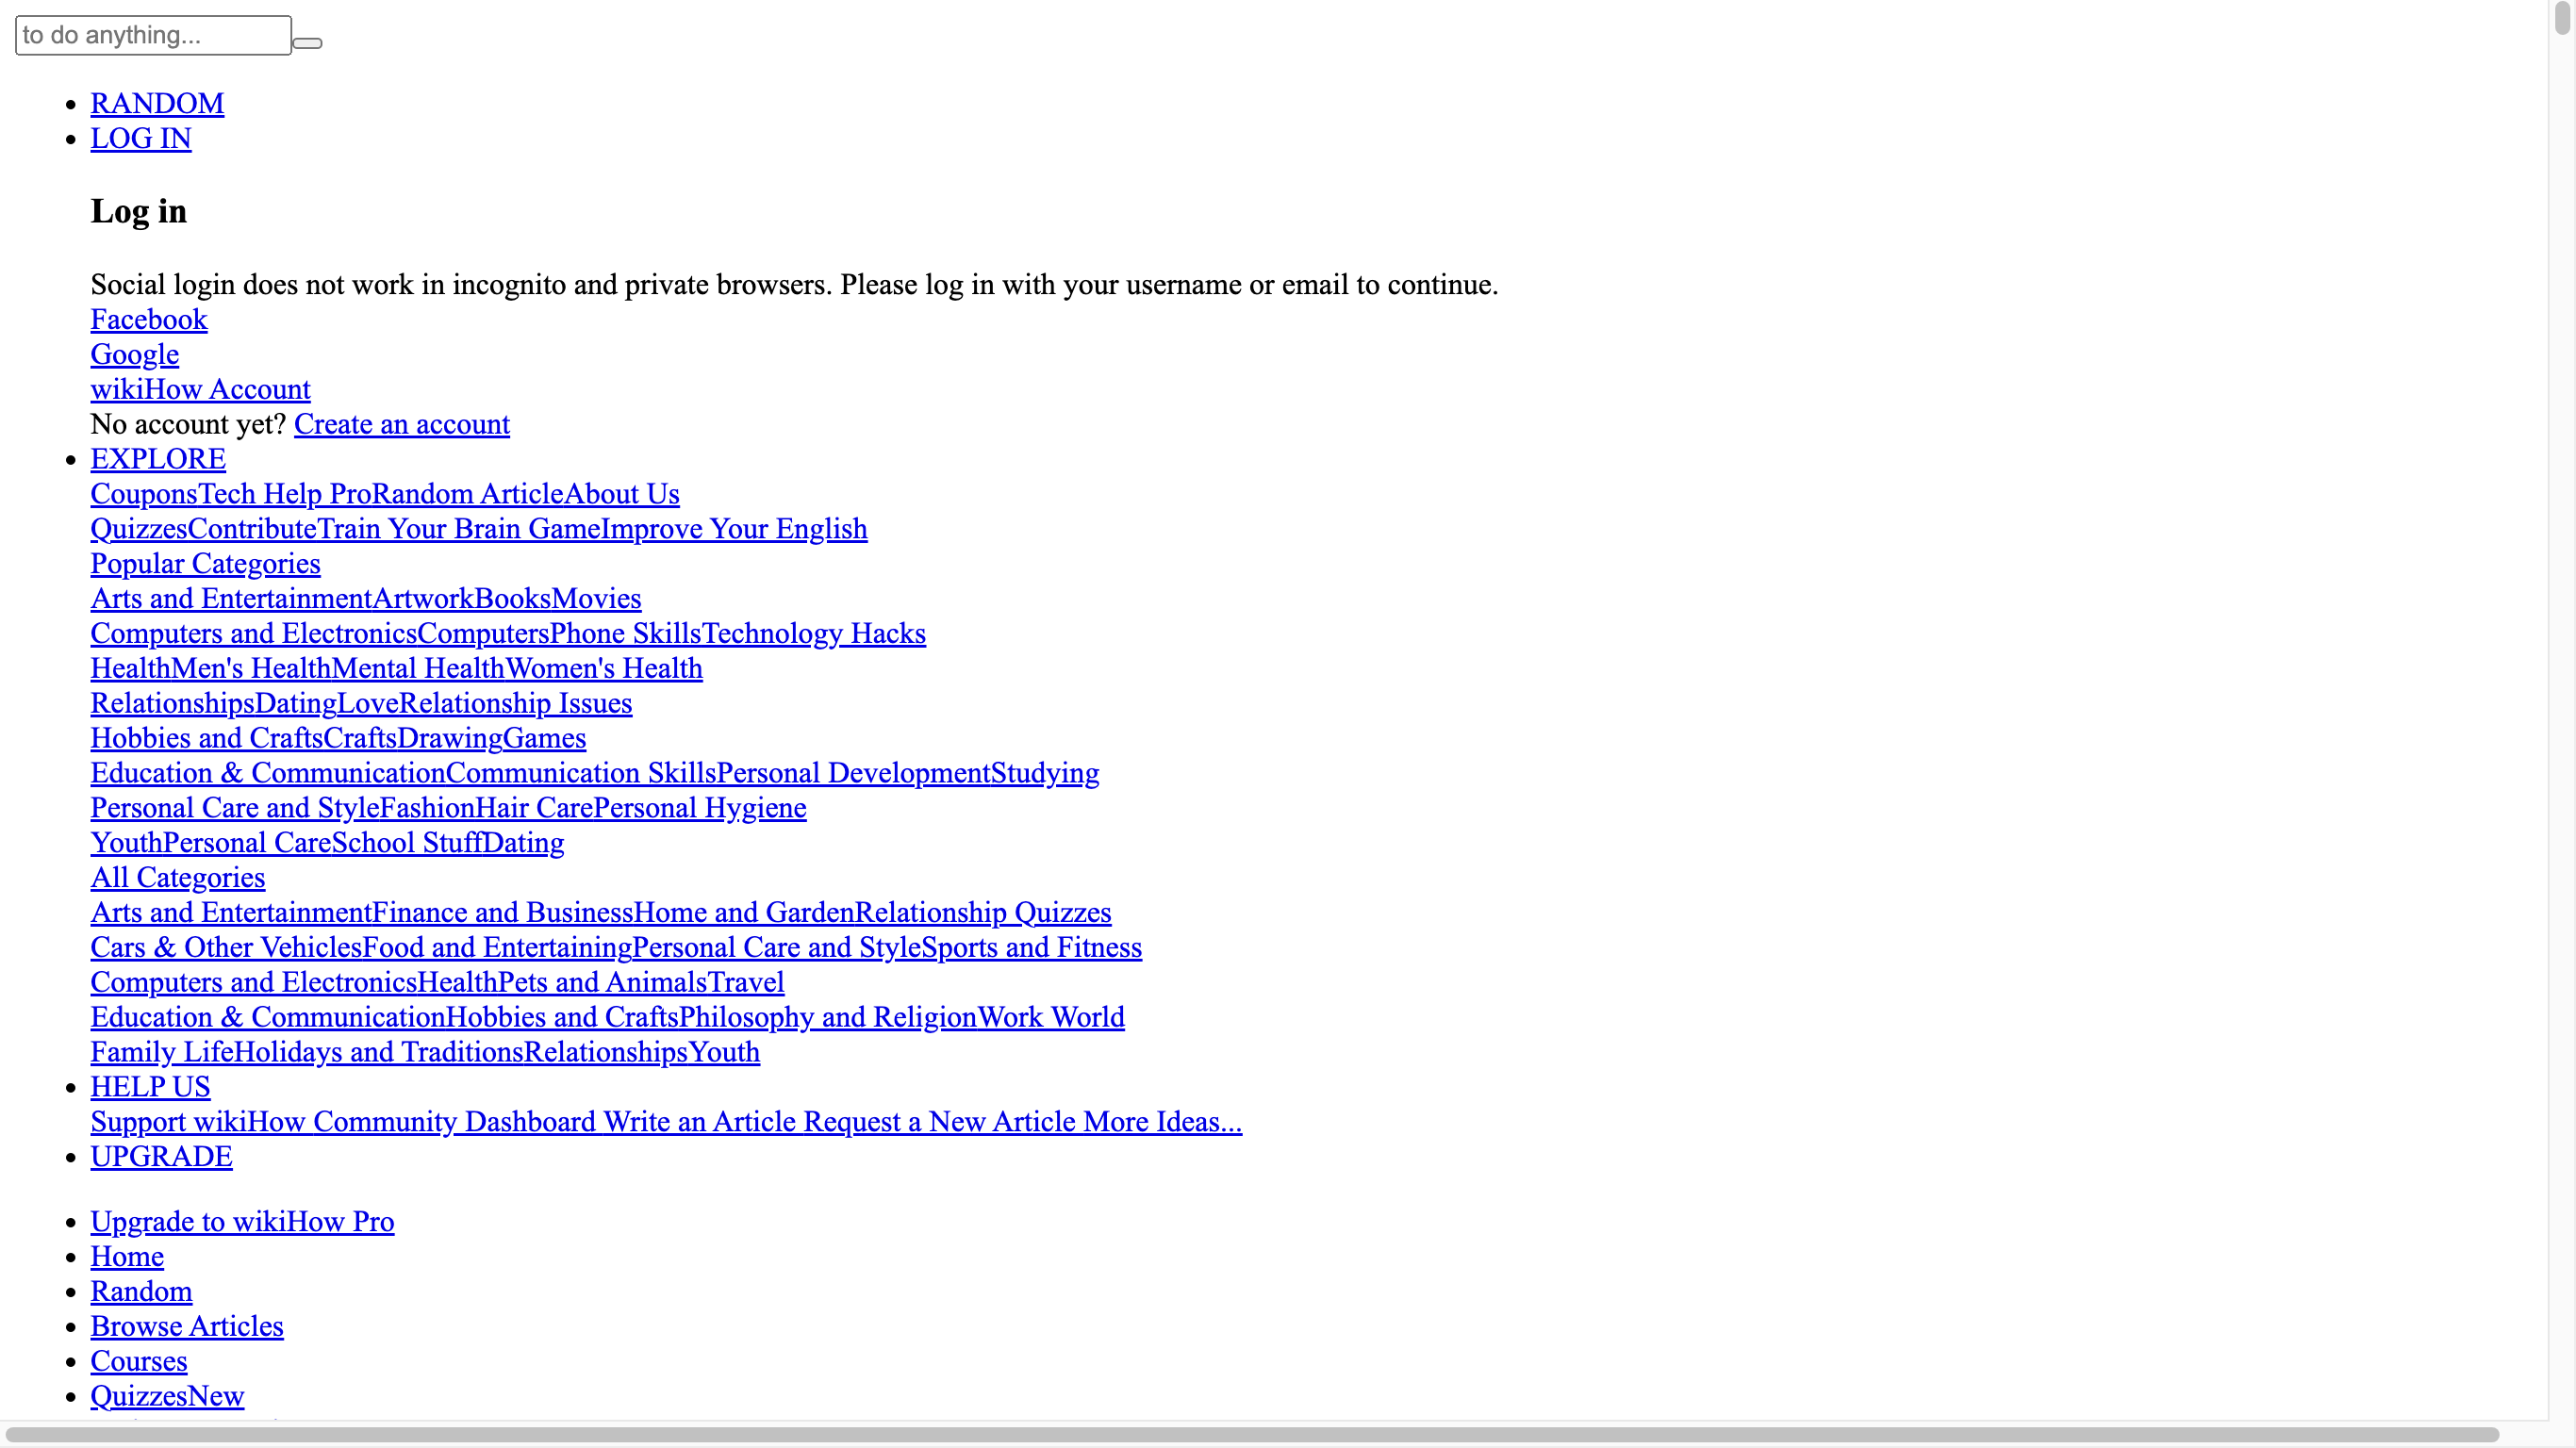 to do anything...
RANDOM
LOG IN
Log in
Social login does not work in incognito and private browsers. Please log in with your username or email to continue.
Facebook
Google
wikiHow Account
No account yet? Create an account
EXPLORE
CouponsTech Help ProRandom ArticleAbout Us
QuizzesContributeTrain Your Brain GameImprove Your English
Popular Categories
Arts and EntertainmentArtworkBooksMovies
Computers and ElectronicsComputersPhone SkillsTechnology Hacks
HealthMen's HealthMental HealthWomen's Health
RelationshipsDatingLoveRelationship Issues
Hobbies and CraftsCraftsDrawingGames
Education & CommunicationCommunication SkillsPersonal DevelopmentStudying
Personal Care and StyleFashionHair CarePersonal Hygiene
YouthPersonal CareSchool StuffDating
All Categories
Arts and EntertainmentFinance and BusinessHome and GardenRelationship Quizzes
Cars & Other VehiclesFood and EntertainingPersonal Care and StyleSports and Fitness
Computers and ElectronicsHealthPets and AnimalsTravel
Education & CommunicationHobbies and CraftsPhilosophy and ReligionWork World
Family LifeHolidays and TraditionsRelationshipsYouth
HELP US
Support wikiHow Community Dashboard Write an Article Request a New Article More Ideas...
UPGRADE
Upgrade to wikiHow Pro
Home
Random
Browse Articles
Courses
QuizzesNew